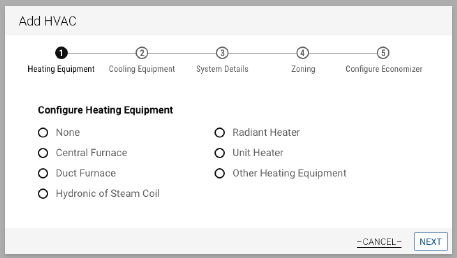 Add HVAC
1 2 3 4 5
Heating Equipment Cooling Equipment System Details Zoning Configure Economizer
Configure Heating Equipment
None Radiant Heater
Central Furnace Unit Heater
Duct Furnace Other Heating Equipment
Hydronic of Steam Coil
CANCEL NEXT